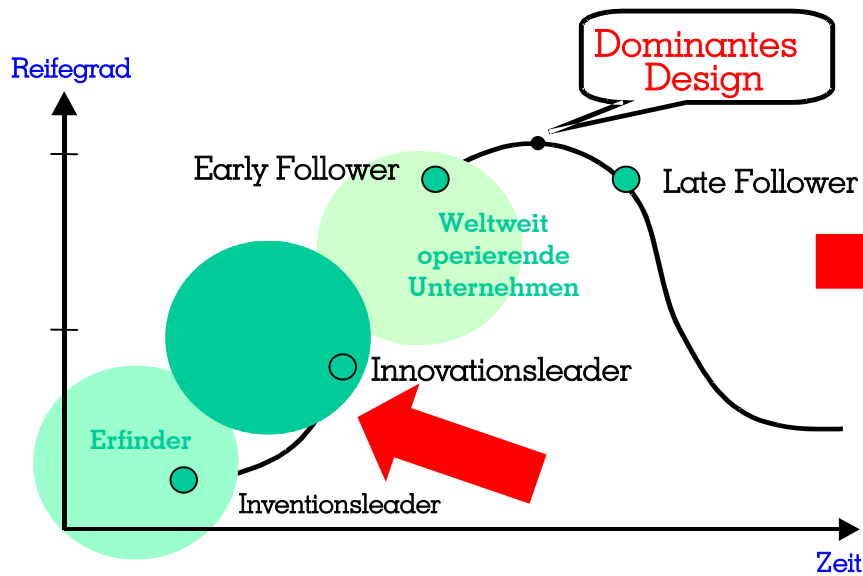 Dominantes
Design
Reifegrad
Early Follower
Late Follower
Weltweit
operierende
Unternehmen
Innovationsleader
Erfinder
Inventionsleader
Zeit